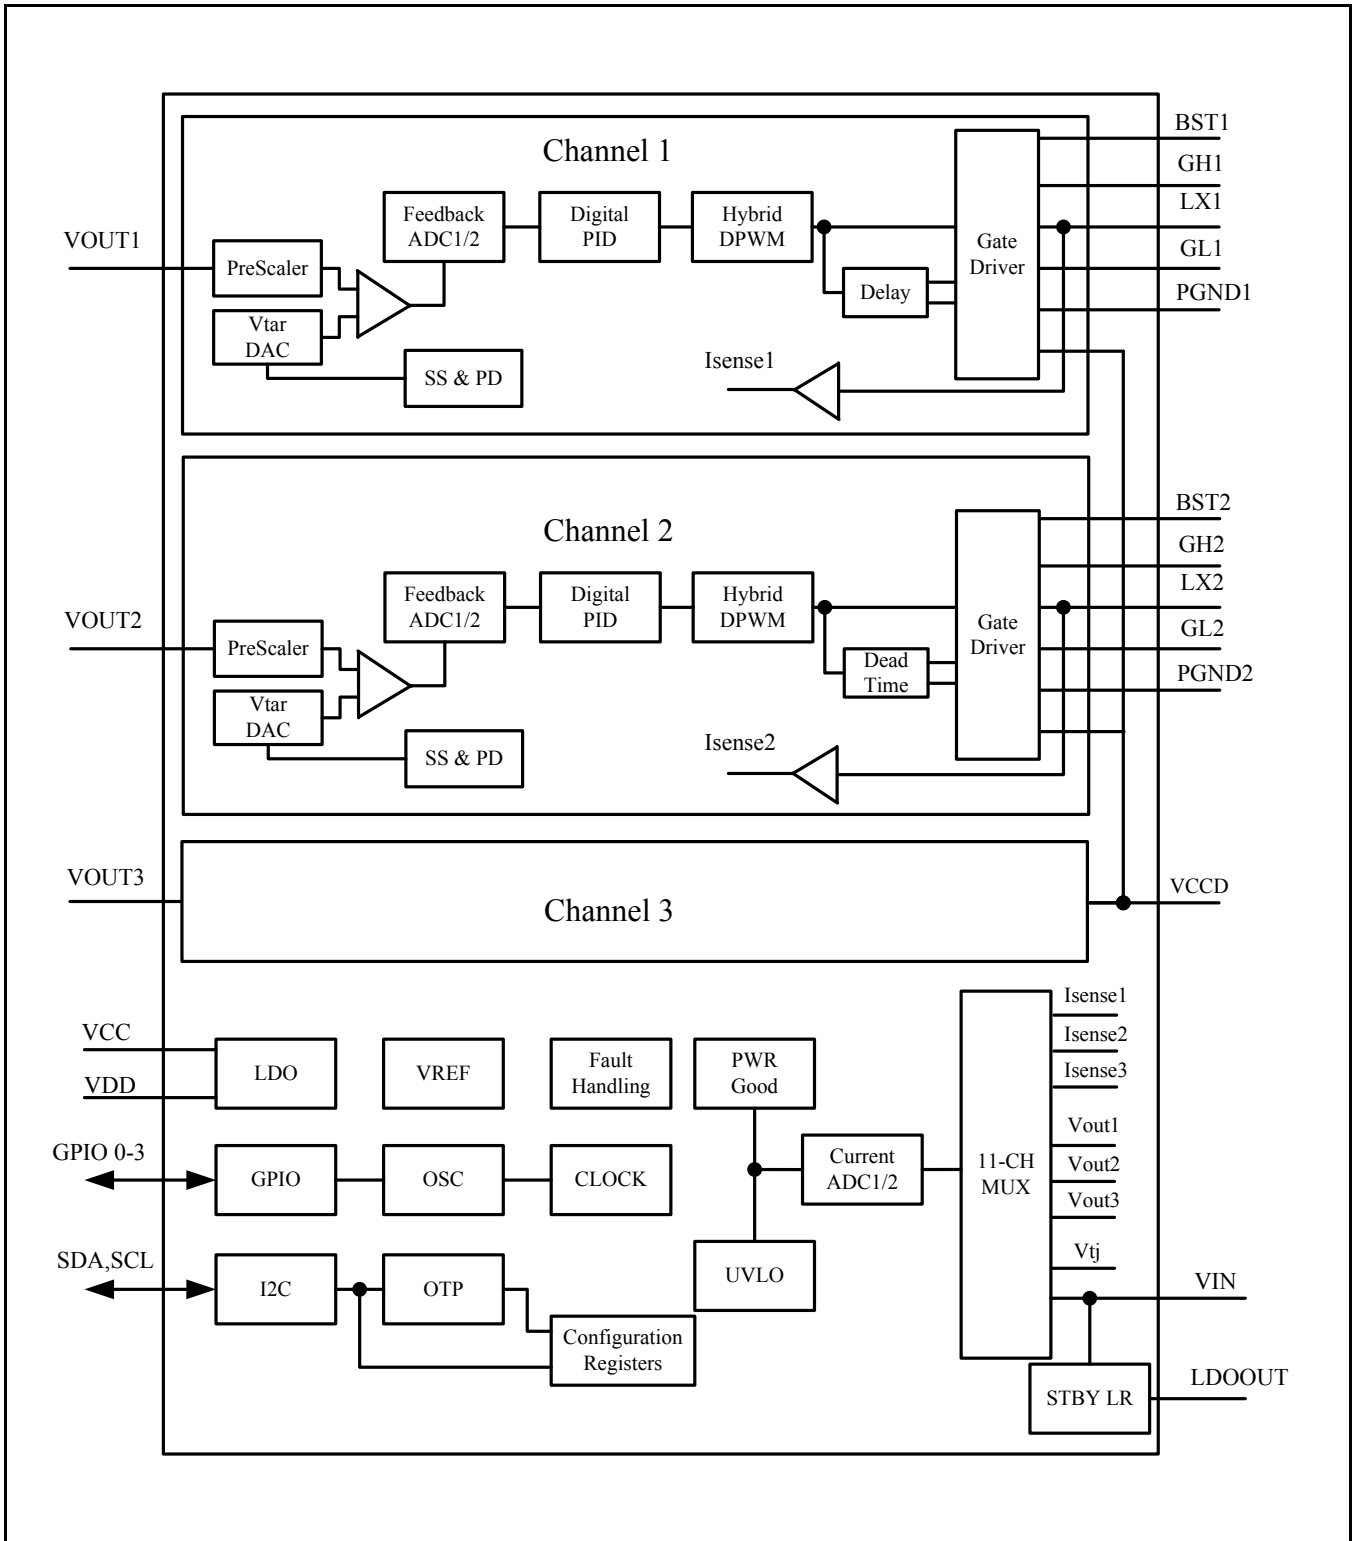 Channel 1
BST1
GH1
LX1
GL1
PGND1
VOUT1
PreScaler
Vtar
DAC
Feedback
ADC1/2
Digital
PID
Hybrid
DPWM
Delay
Gate
Driver
SS & PD
Isense1
Channel 2
BST2
GH2
LX2
GL2
PGND2
VOUT2
PreScaler
Vtar
DAC
Feedback
ADC1/2
Digital
PID
Hybrid
DPWM
Dead
Time
Gate
Driver
SS & PD
Isense2
VOUT3
Channel 3
VCCD
VCC
VDD
LDO
VREF
Fault
Handling
PWR
Good
GPIO 0-3
GPIO
OSC
CLOCK
Current
ADC1/2
11-CH
MUX
Isense1
Isense2
Isense3
Vout1
Vout2
Vout3
Vtj
VIN
SDA,SCL
I2C
OTP
UVLO
Configuration
Registers
STBY LR
LDOOUT